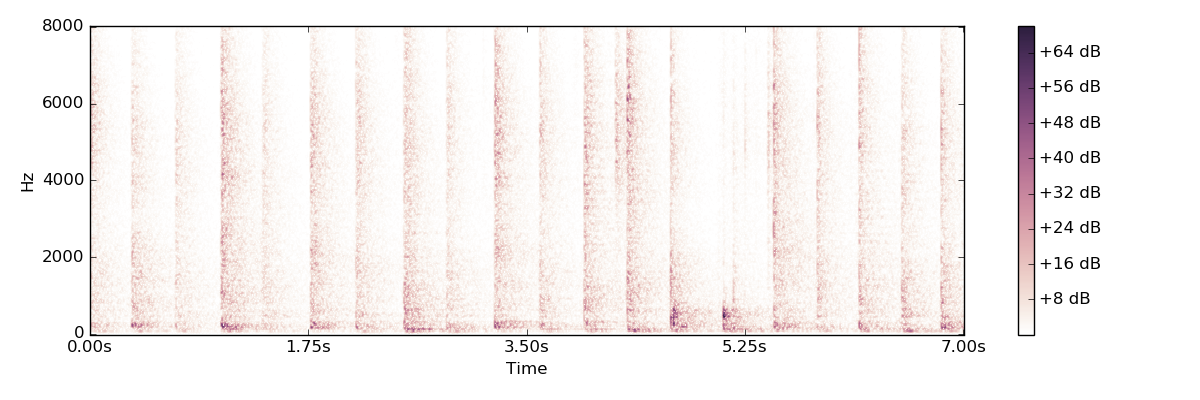 8000
6000
4000
2000
0
Hz
0.00s 1.75s 3.50s 5.25s 7.00s
Time
+64 dB
+56 dB
+48 dB
+40 dB
+32 dB
+24 dB
+16 dB
+8 dB